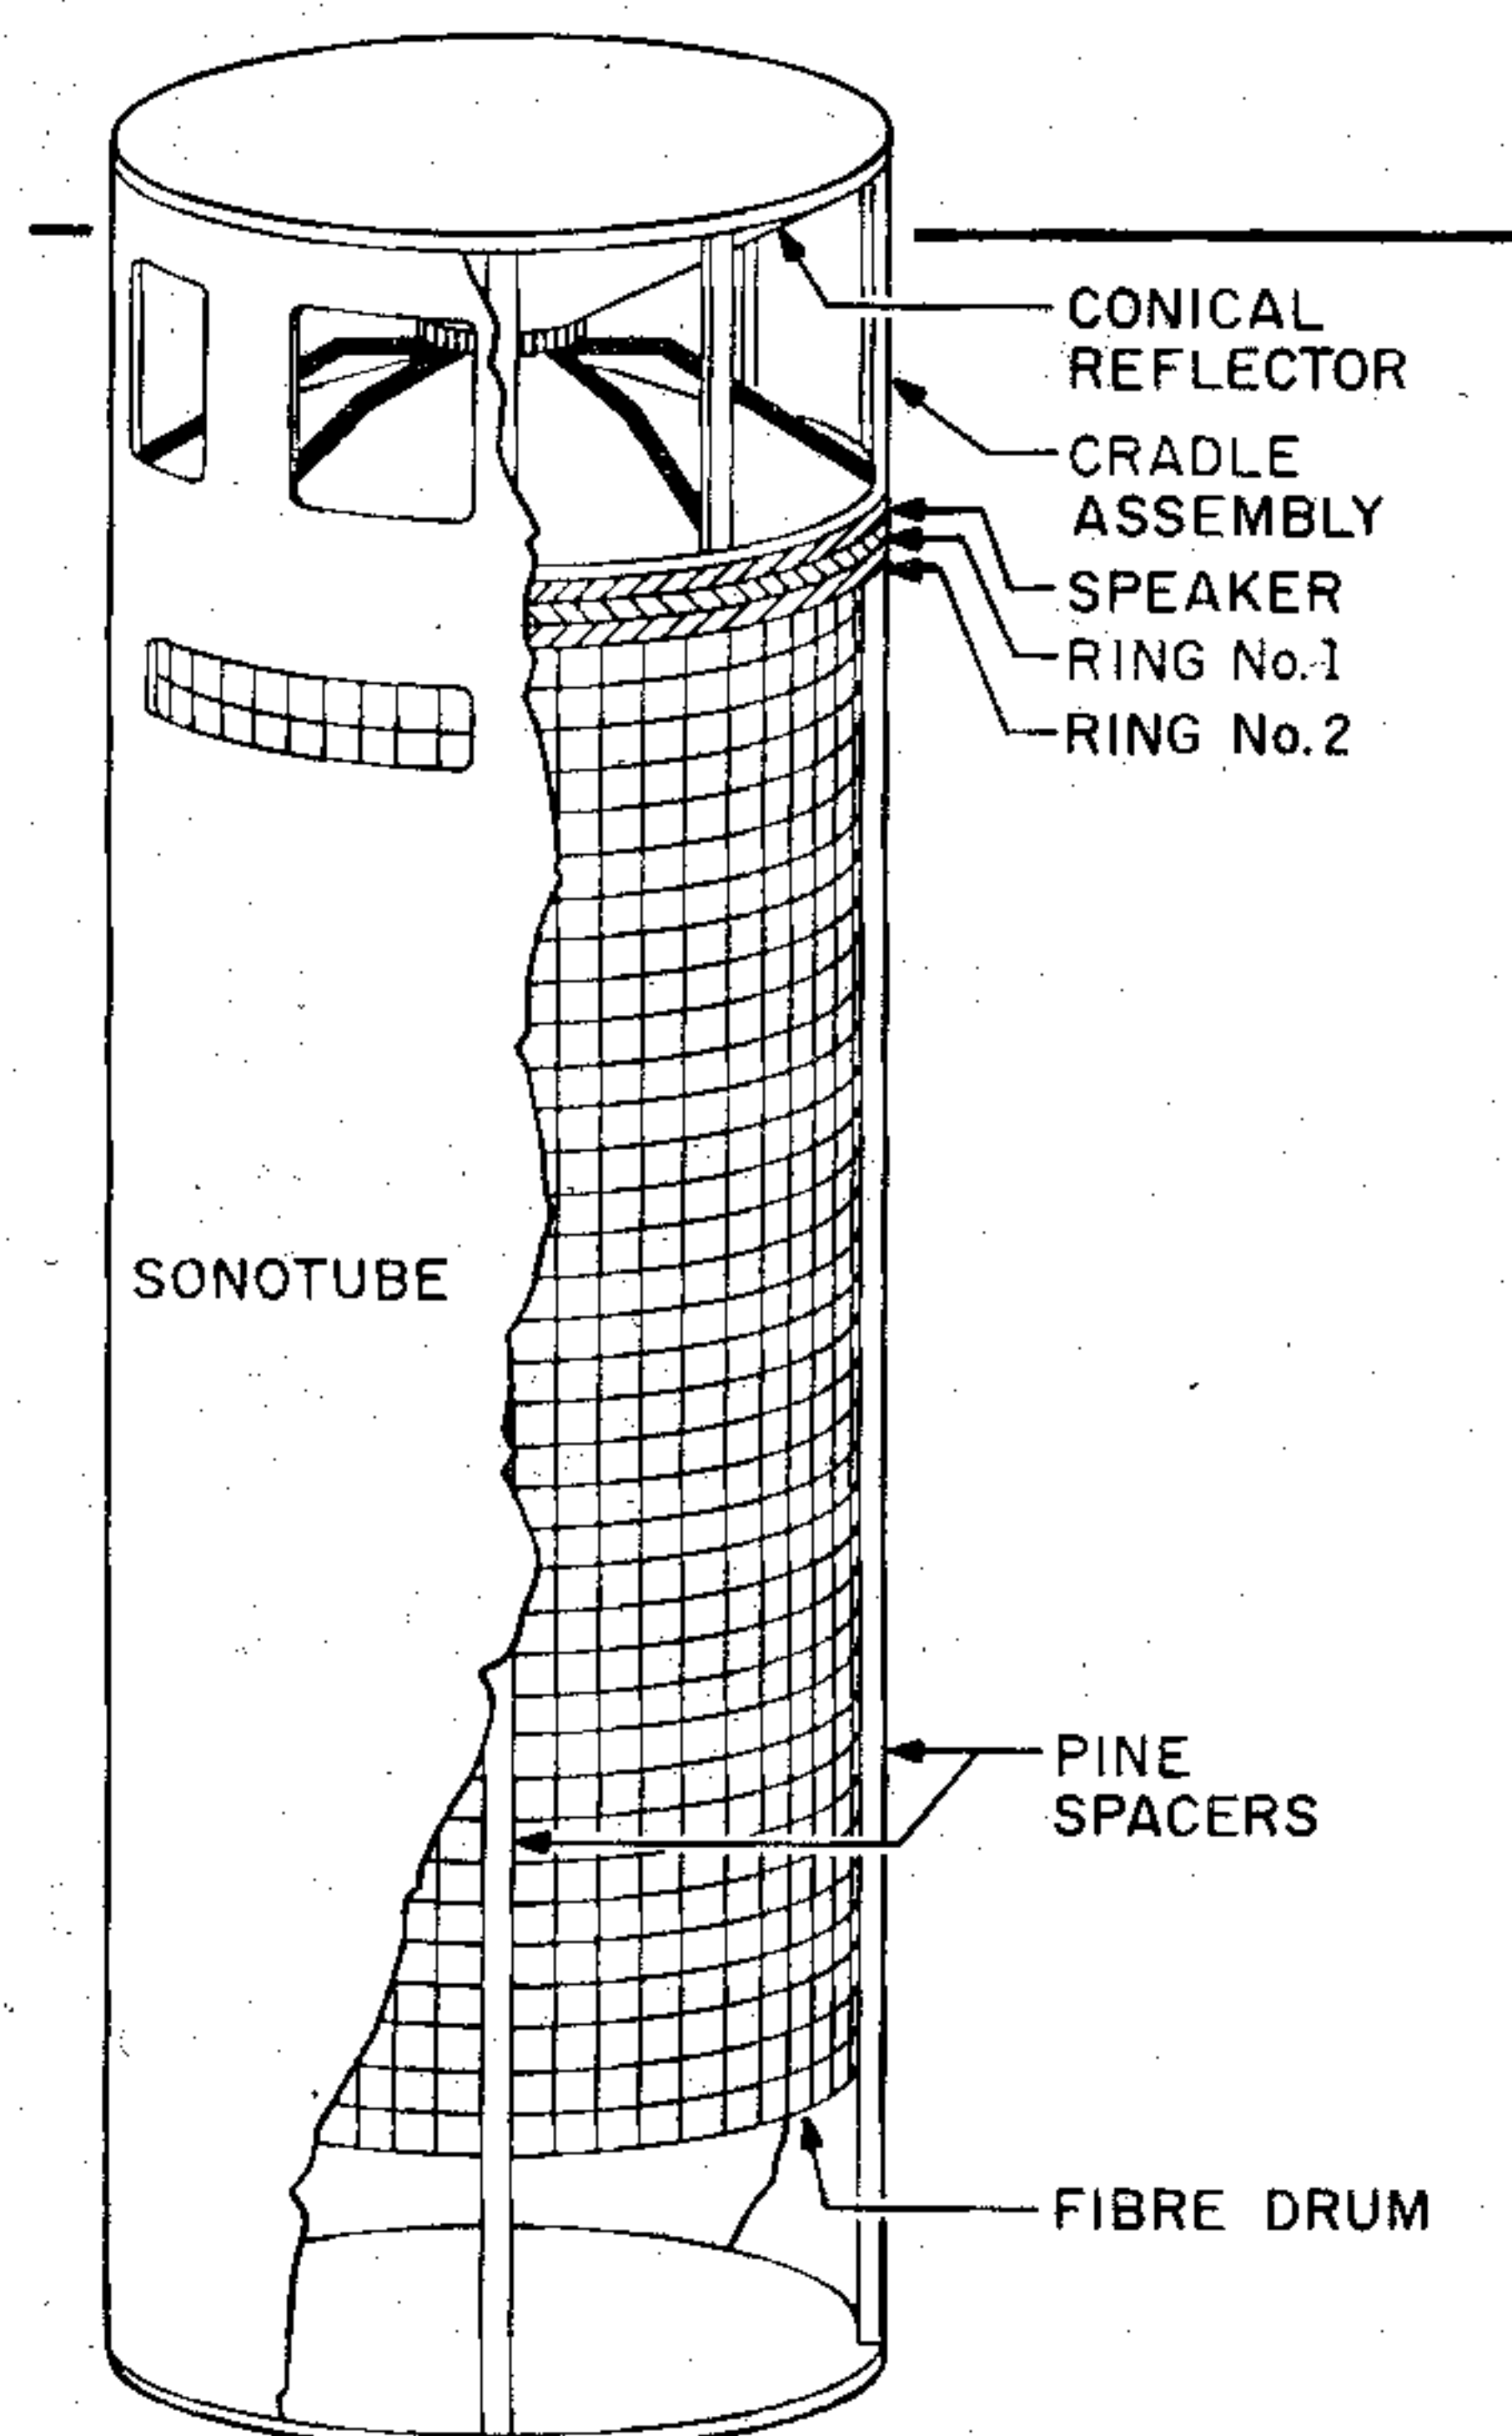 CONICAL
REFLECTOR
CRADLE
ASSEMBLY
SPEAKER
RING No.1
RING No.2
SONOTUBE
PINE
SPACERS
FIBRE DRUM